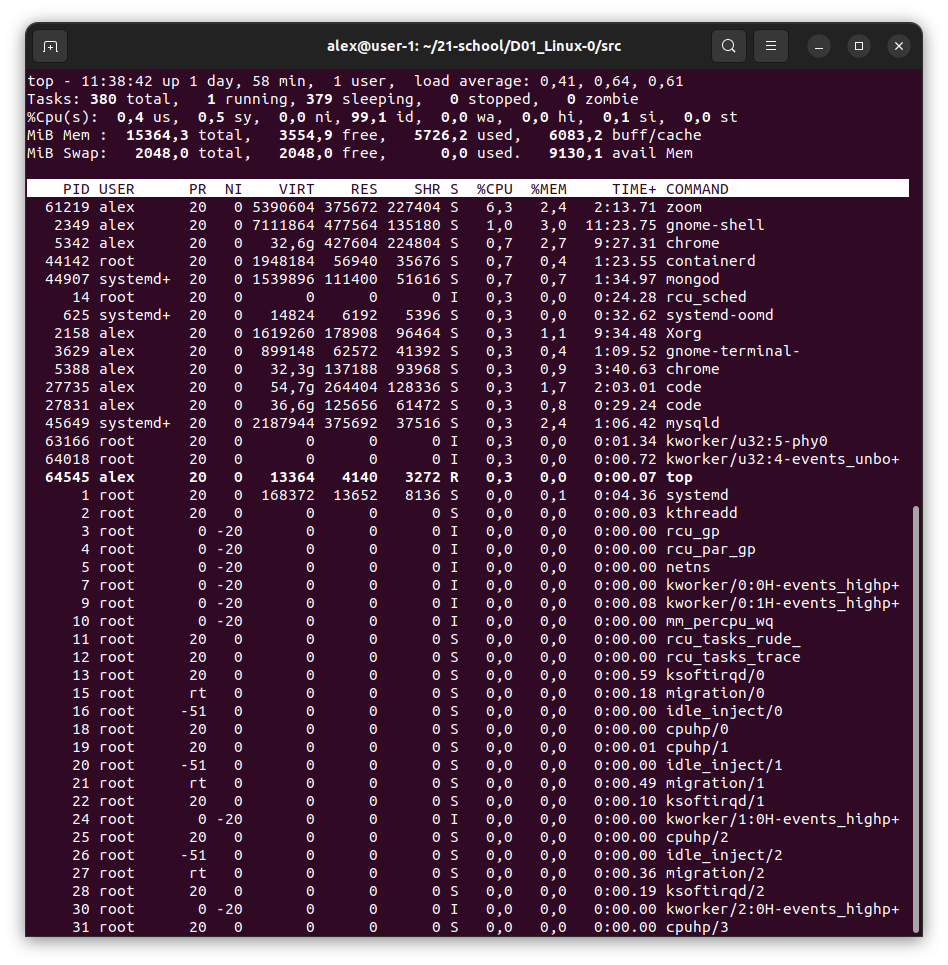 alex@user-1: ~/21-school/D01_Linux-0/src
top - 11:38:42 up 1 day, 58 min,  1 user,  load average: 0,41, 0,64, 0,61
Tasks: 380 total,   1 running, 379 sleeping,   0 stopped,   0 zombie
%Cpu(s):  0,4 us,  0,5 sy,  0,0 ni, 99,1 id,  0,0 wa,  0,0 hi,  0,1 si,  0,0 st
MiB Mem :  15364,3 total,   3554,9 free,   5726,2 used,   6083,2 buff/cache
MiB Swap:   2048,0 total,   2048,0 free,      0,0 used.   9130,1 avail Mem
PID USER      PR  NI    VIRT    RES    SHR S  %CPU  %MEM     TIME+ COMMAND
61219 alex      20   0 5390604 375672 227404 S   6,3   2,4   2:13.71 zoom
2349 alex      20   0 7111864 477564 135180 S   1,0   3,0  11:23.75 gnome-shell
5342 alex      20   0   32,6g 427604 224804 S   0,7   2,7   9:27.31 chrome
44142 root      20   0 1948184  56940  35676 S   0,7   0,4   1:23.55 containerd
44907 systemd+  20   0 1539896 111400  51616 S   0,7   0,7   1:34.97 mongod
14 root      20   0       0      0      0 I   0,3   0,0   0:24.28 rcu_sched
625 systemd+  20   0   14824   6192   5396 S   0,3   0,0   0:32.62 systemd-oomd
2158 alex      20   0 1619260 178908  96464 S   0,3   1,1   9:34.48 Xorg
3629 alex      20   0  899148  62572  41392 S   0,3   0,4   1:09.52 gnome-terminal-
5388 alex      20   0   32,3g 137188  93968 S   0,3   0,9   3:40.63 chrome
27735 alex      20   0   54,7g 264404 128336 S   0,3   1,7   2:03.01 code
27831 alex      20   0   36,6g 125656  61472 S   0,3   0,8   0:29.24 code
45649 systemd+  20   0 2187944 375692  37516 S   0,3   2,4   1:06.42 mysqld
63166 root      20   0       0      0      0 I   0,3   0,0   0:01.34 kworker/u32:5-phy0
64018 root      20   0       0      0      0 I   0,3   0,0   0:00.72 kworker/u32:4-events_unbo+
64545 alex      20   0   13364   4140   3272 R   0,3   0,0   0:00.07 top
1 root      20   0  168372  13652   8136 S   0,0   0,1   0:04.36 systemd
2 root      20   0       0      0      0 S   0,0   0,0   0:00.03 kthreadd
3 root       0 -20       0      0      0 I   0,0   0,0   0:00.00 rcu_gp
4 root       0 -20       0      0      0 I   0,0   0,0   0:00.00 rcu_par_gp
5 root       0 -20       0      0      0 I   0,0   0,0   0:00.00 netns
7 root       0 -20       0      0      0 I   0,0   0,0   0:00.00 kworker/0:0H-events_highp+
9 root       0 -20       0      0      0 I   0,0   0,0   0:00.08 kworker/0:1H-events_highp+
10 root       0 -20       0      0      0 I   0,0   0,0   0:00.00 mm_percpu_wq
11 root      20   0       0      0      0 S   0,0   0,0   0:00.00 rcu_tasks_rude_
12 root      20   0       0      0      0 S   0,0   0,0   0:00.00 rcu_tasks_trace
13 root      20   0       0      0      0 S   0,0   0,0   0:00.59 ksoftirqd/0
15 root      rt   0       0      0      0 S   0,0   0,0   0:00.18 migration/0
16 root     -51   0       0      0      0 S   0,0   0,0   0:00.00 idle_inject/0
18 root      20   0       0      0      0 S   0,0   0,0   0:00.00 cpuhp/0
19 root      20   0       0      0      0 S   0,0   0,0   0:00.01 cpuhp/1
20 root     -51   0       0      0      0 S   0,0   0,0   0:00.00 idle_inject/1
21 root      rt   0       0      0      0 S   0,0   0,0   0:00.49 migration/1
22 root      20   0       0      0      0 S   0,0   0,0   0:00.10 ksoftirqd/1
24 root       0 -20       0      0      0 I   0,0   0,0   0:00.00 kworker/1:0H-events_highp+
25 root      20   0       0      0      0 S   0,0   0,0   0:00.00 cpuhp/2
26 root     -51   0       0      0      0 S   0,0   0,0   0:00.00 idle_inject/2
27 root      rt   0       0      0      0 S   0,0   0,0   0:00.36 migration/2
28 root      20   0       0      0      0 S   0,0   0,0   0:00.19 ksoftirqd/2
30 root       0 -20       0      0      0 I   0,0   0,0   0:00.00 kworker/2:0H-events_highp+
31 root      20   0       0      0      0 S   0,0   0,0   0:00.00 cpuhp/3